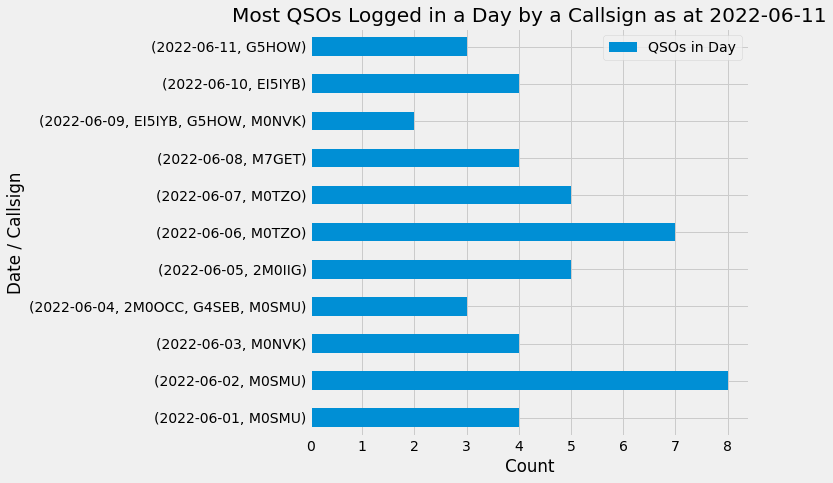 Most QSOs Logged in a Day by a Callsign as at 2022-06-11
QSOs in Day
(2022-06-11, G5HOW)
(2022-06-10, EI5IYB)
(2022-06-09, EI5IYB, G5HOW, M0NVK)
(2022-06-08, M7GET)
(2022-06-07, M0TZO)
(2022-06-06, M0TZO)
(2022-06-05, 2M0IIG)
(2022-06-04, 2M0OCC, G4SEB, M0SMU)
(2022-06-03, M0NVK)
(2022-06-02, M0SMU)
(2022-06-01, M0SMU)
Date / Callsign
0 1 2 3 4 5 6 7 8
Count